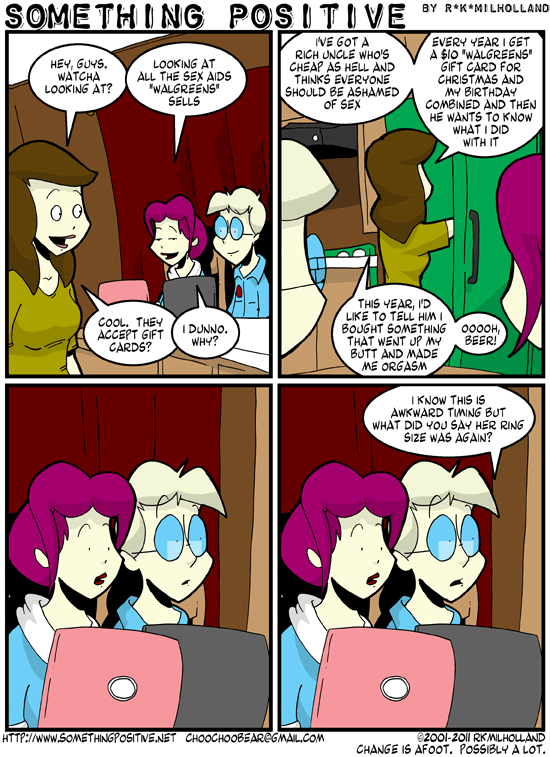 SOMETHING POSITIVE
BY R*K*MILHOLLAND
HEY, GUYS.
WATCHA
LOOKING AT?
LOOKING AT
ALL THE SEX AIDS
"WALGREENS"
SELLS
COOL. THEY
ACCEPT GIFT
CARDS?
I DUNNO.
WHY?
I'VE GOT A
RICH UNCLE WHO'S
CHEAP AS HELL AND
THINKS EVERYONE
SHOULD BE ASHAMED
OF SEX
EVERY YEAR I GET
A $10 "WALGREENS"
GIFT CARD FOR
CHRISTMAS AND
MY BIRTHDAY
COMBINED AND THEN
HE WANTS TO KNOW
WHAT I DID
WITH IT
THIS YEAR, I'D
LIKE TO TELL HIM I
BOUGHT SOMETHING
THAT WENT UP MY
BUTT AND MADE
ME ORGASM
OOOOH,
BEER!
I KNOW THIS IS
AWKWARD TIMING BUT
WHAT DID YOU SAY HER RING
SIZE WAS AGAIN?
HTTP://WWW.SOMETHINGPOSITIVE.NET CHOOCHOOBEAR@GMAIL.COM
©2001-2011 RKMILHOLLAND
CHANGE IS AFOOT. POSSIBLY A LOT.